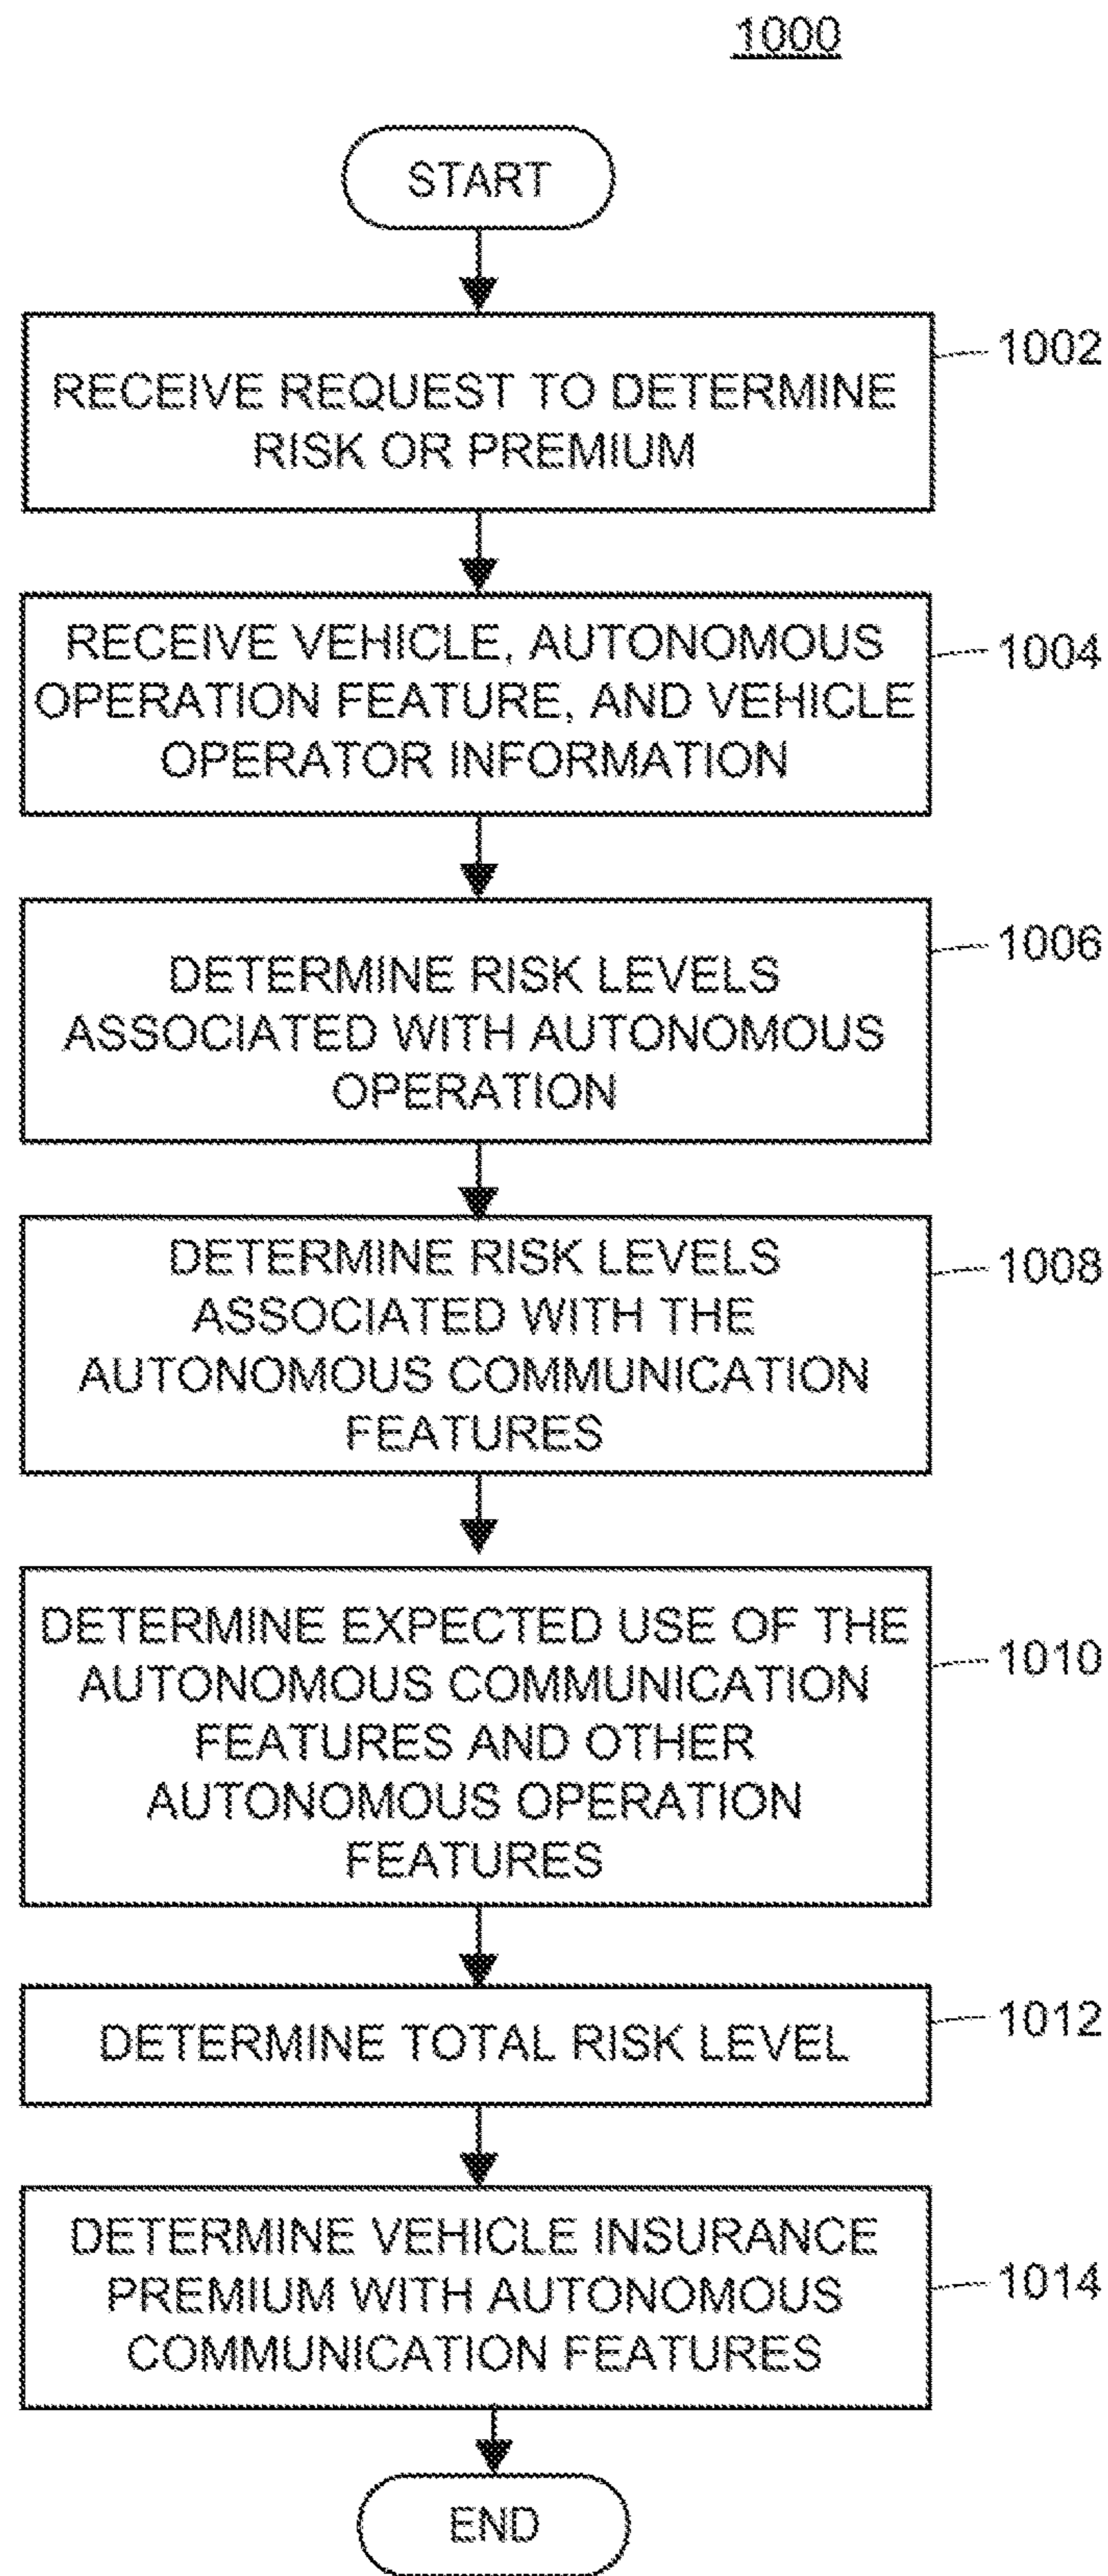 1000
START
1002
RECEIVE REQUEST TO DETERMINE
RISK OR PREMIUM
RECEIVE VEHICLE, AUTONOMOUS
OPERATION FEATURE, AND VEHICLE
OPERATOR INFORMATION
1004
DETERMINE RISK LEVELS
ASSOCIATED WITH AUTONOMOUS
OPERATION
1006
DETERMINE RISK LEVELS
ASSOCIATED WITH THE
AUTONOMOUS COMMUNICATION
FEATURES
1008
DETERMINE EXPECTED USE OF THE
AUTONOMOUS COMMUNICATION
FEATURES AND OTHER
AUTONOMOUS OPERATION
FEATURES
1010
DETERMINE TOTAL RISK LEVEL
1012
DETERMINE VEHICLE INSURANCE
PREMIUM WITH AUTONOMOUS
COMMUNICATION FEATURES
1014
END